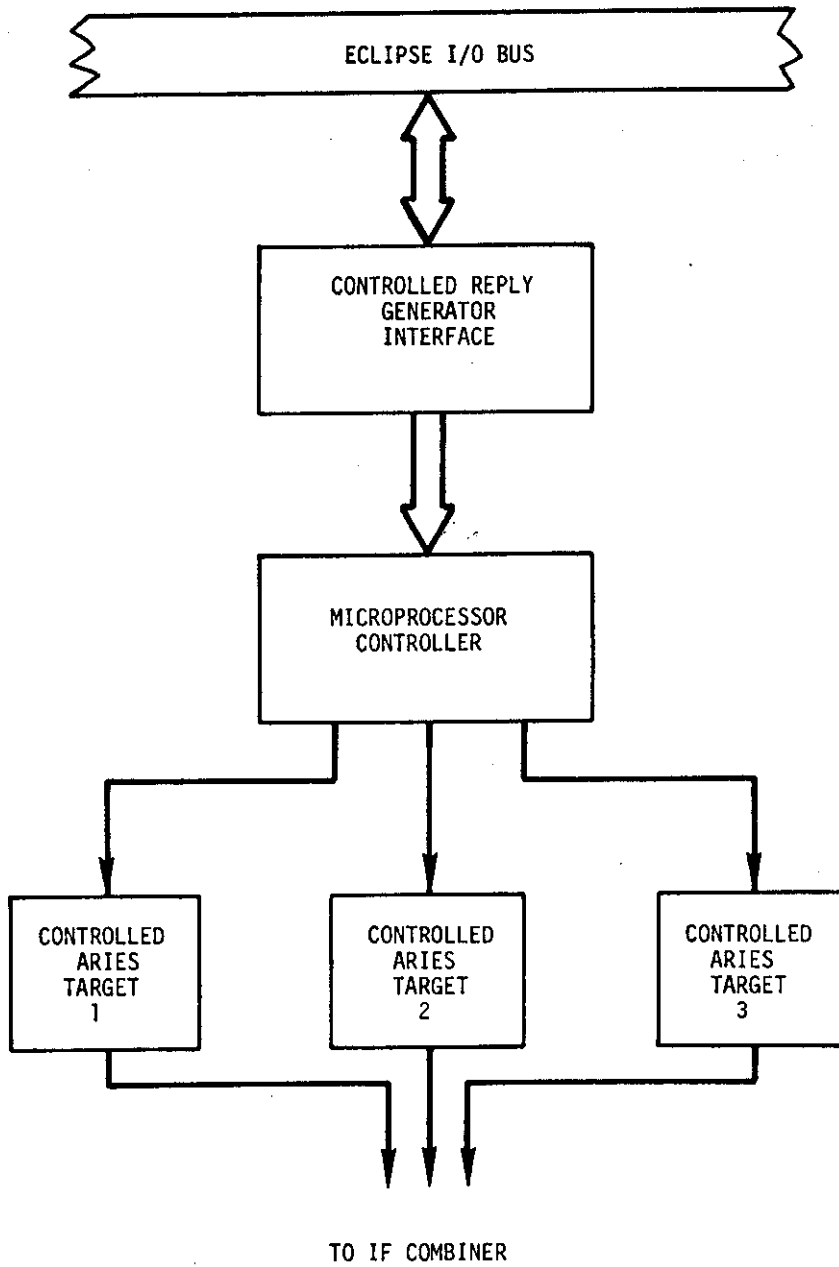 ECLIPSE I/O BUS
CONTROLLED REPLY
GENERATOR
INTERFACE
MICROPROCESSOR
CONTROLLER
CONTROLLED
ARIES
TARGET
1
CONTROLLED
ARIES
TARGET
2
CONTROLLED
ARIES
TARGET
3
TO IF COMBINER